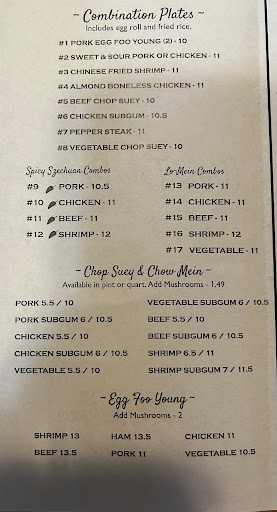 ~ Combination Plates ~
Includes egg roll and fried rice.
#1 PORK EGG FOO YOUNG (2) - 10
#2 SWEET & SOUR PORK OR CHICKEN - 11
#3 CHINESE FRIED SHRIMP - 11
#4 ALMOND BONELESS CHICKEN - 11
#5 BEEF CHOP SUEY - 10
#6 CHICKEN SUBGUM - 10.5
#7 PEPPER STEAK - 11
#8 VEGETABLE CHOP SUEY - 10
Spicy Szechuan Combos
#9 PORK - 10.5
#10 CHICKEN - 11
#11 BEEF - 11
#12 SHRIMP - 12
Lo-Mein Combos
#13 PORK - 11
#14 CHICKEN - 11
#15 BEEF - 11
#16 SHRIMP - 12
#17 VEGETABLE - 11
~ Chop Suey & Chow Mein ~
Available in pint or quart. Add Mushrooms - 1.49
PORK 5.5 / 10
PORK SUBGUM 6 / 10.5
CHICKEN 5.5 / 10
CHICKEN SUBGUM 6 / 10.5
VEGETABLE 5.5 / 10
VEGETABLE SUBGUM 6 / 10.5
BEEF 5.5 / 10
BEEF SUBGUM 6 / 10.5
SHRIMP 6.5 / 11
SHRIMP SUBGUM 7 / 11.5
~ Egg Foo Young ~
Add Mushrooms - 2
SHRIMP 13
HAM 13.5
CHICKEN 11
BEEF 13.5
PORK 11
VEGETABLE 10.5